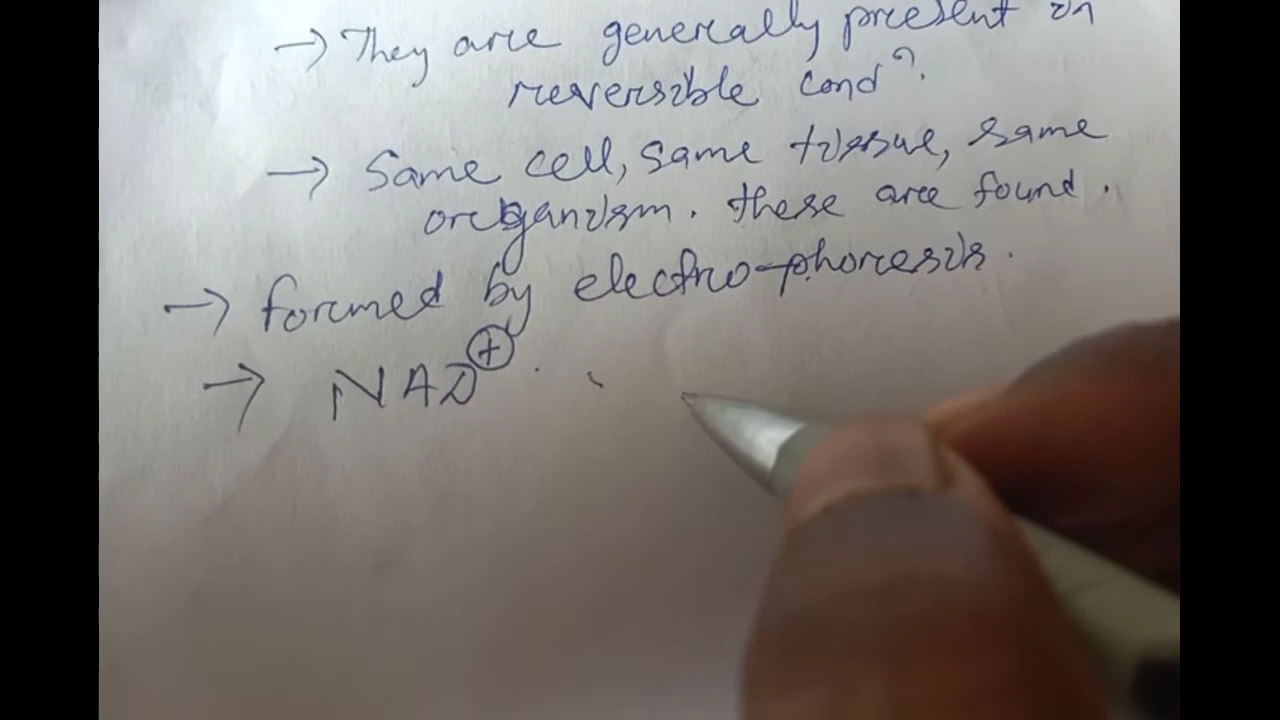 → They are generally present in
reversible condn.
→ Same cell, same tissue, same
organism. these are found.
→ formed by electro-phoresis.
→ NAD⊕.